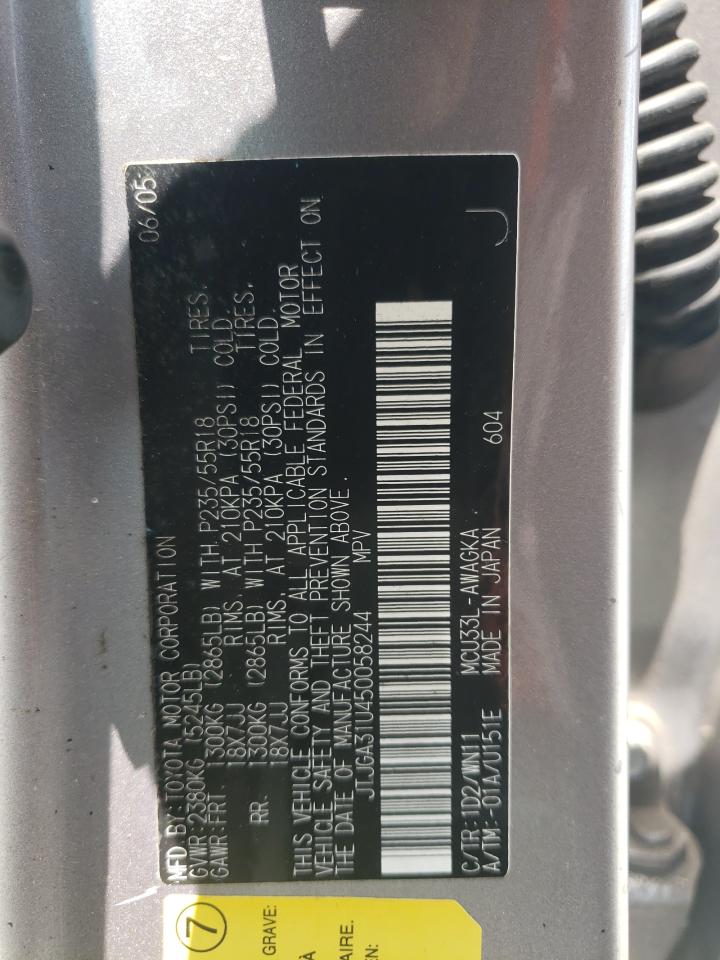 MFD BY:TOYOTA MOTOR CORPORATION 06/05
GVWR:2380KG (5245LB)
GAWR:FRT. 1300KG (2865LB) WITH P235/55R18 TIRES.
18X7JJ RIMS, AT 210KPA (30PSI) COLD.
RR. 1300KG (2865LB) WITH P235/55R18 TIRES.
18X7JJ RIMS, AT 210KPA (30PSI) COLD.
THIS VEHICLE CONFORMS TO ALL APPLICABLE FEDERAL MOTOR
VEHICLE SAFETY AND THEFT PREVENTION STANDARDS IN EFFECT ON
THE DATE OF MANUFACTURE SHOWN ABOVE.
JTJGA31U450058244 MPV
C/TR:1D2/WN11 MCU33L-AWAGKA
A/TM:-01A/U151E MADE IN JAPAN 604
J
7
GRAVE:
À
AIRE.
EN: